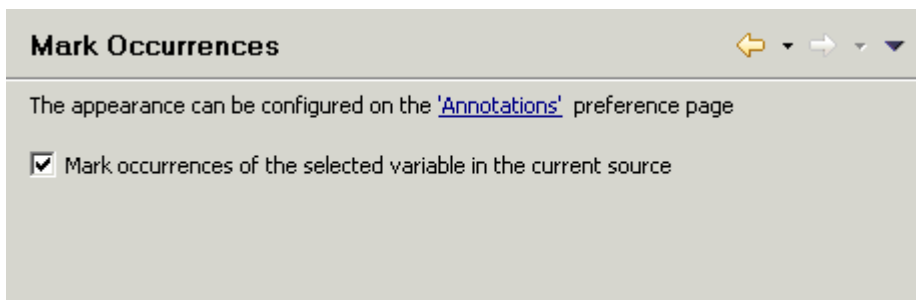 Mark Occurrences
The appearance can be configured on the 'Annotations' preference page
Mark occurrences of the selected variable in the current source